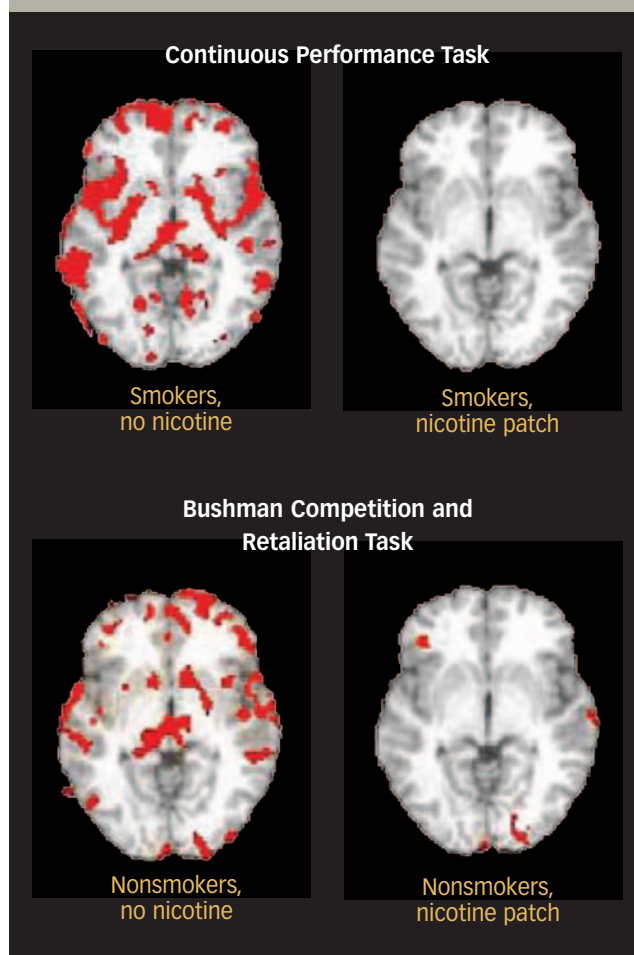 Continuous Performance Task
Smokers,
no nicotine
Smokers,
nicotine patch
Bushman Competition and
Retaliation Task
Nonsmokers,
no nicotine
Nonsmokers,
nicotine patch